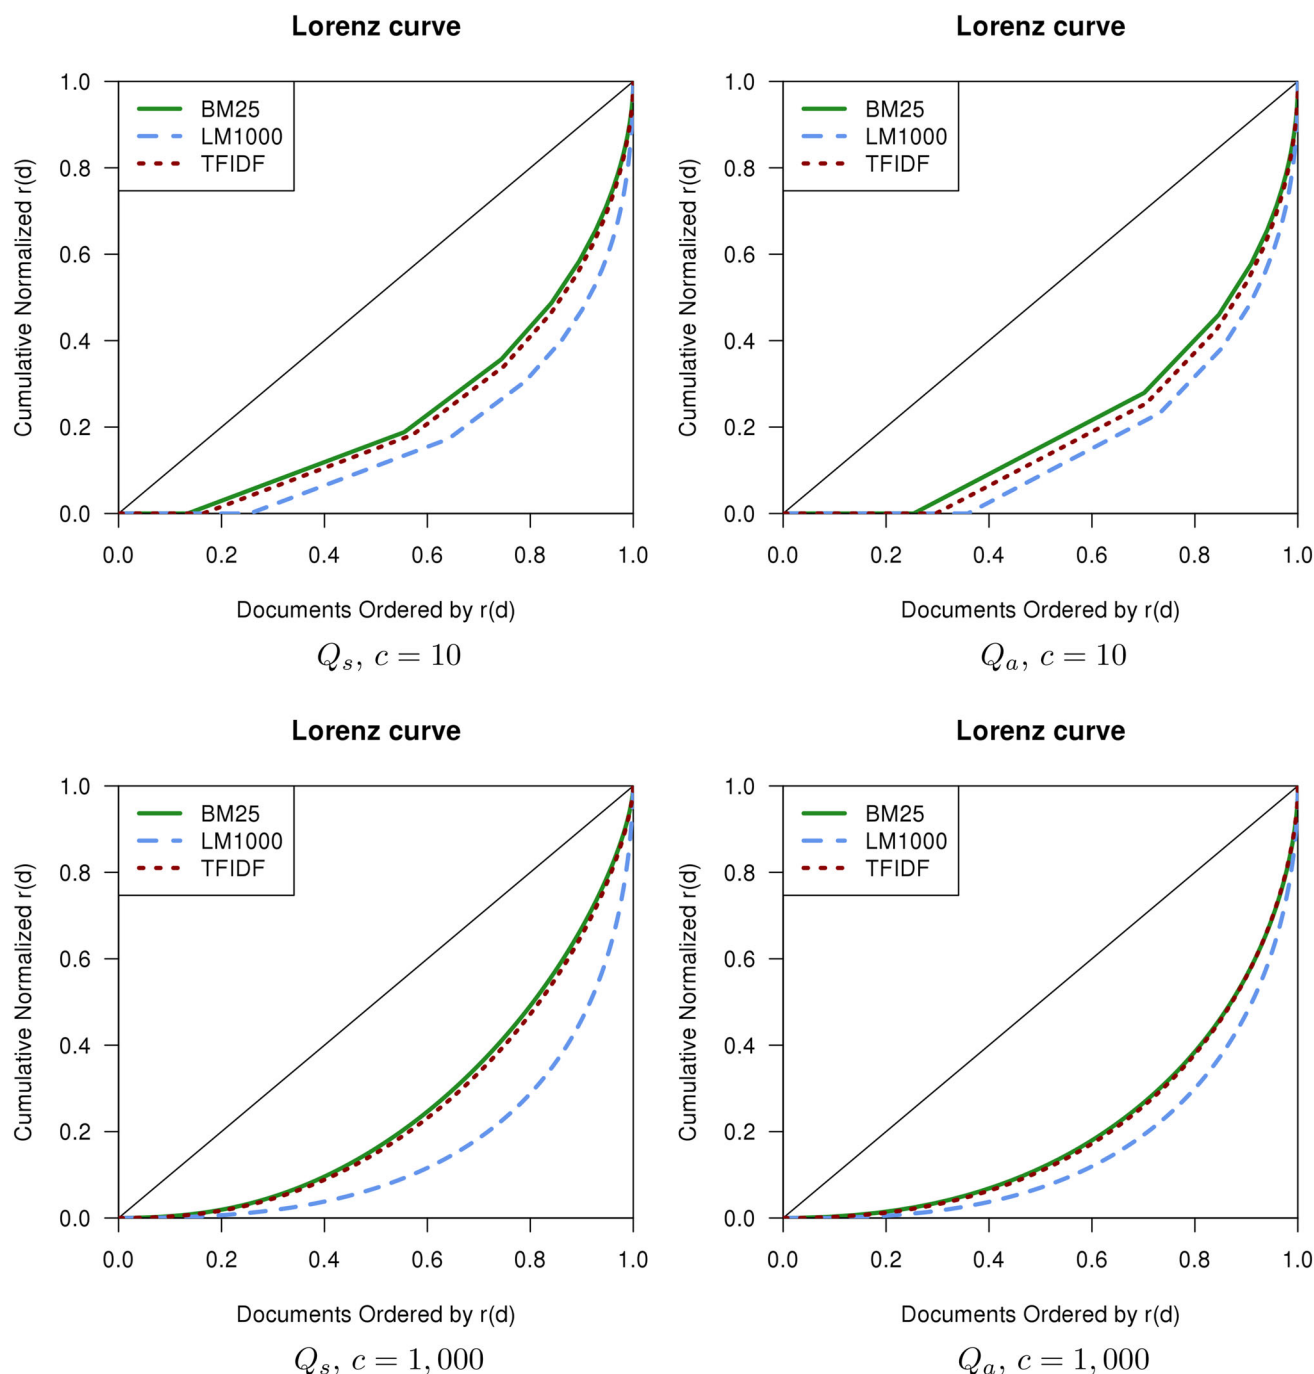 Lorenz curve
1.0
0.8
0.6
0.4
0.2
0.0
Cumulative Normalized r(d)
BM25
LM1000
TFIDF
0.0 0.2 0.4 0.6 0.8 1.0
Documents Ordered by r(d)
Q_s, c = 10
Lorenz curve
1.0
0.8
0.6
0.4
0.2
0.0
Cumulative Normalized r(d)
BM25
LM1000
TFIDF
0.0 0.2 0.4 0.6 0.8 1.0
Documents Ordered by r(d)
Q_a, c = 10
Lorenz curve
1.0
0.8
0.6
0.4
0.2
0.0
Cumulative Normalized r(d)
BM25
LM1000
TFIDF
0.0 0.2 0.4 0.6 0.8 1.0
Documents Ordered by r(d)
Q_s, c = 1,000
Lorenz curve
1.0
0.8
0.6
0.4
0.2
0.0
Cumulative Normalized r(d)
BM25
LM1000
TFIDF
0.0 0.2 0.4 0.6 0.8 1.0
Documents Ordered by r(d)
Q_a, c = 1,000